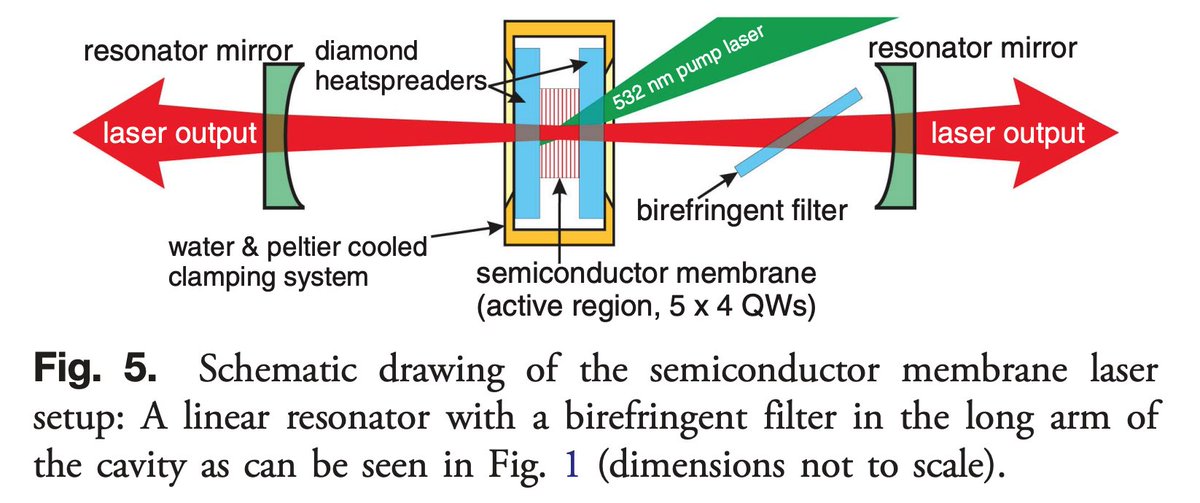 resonator mirror
diamond
heatspreaders
532 nm pump laser
resonator mirror
laser output
laser output
birefringent filter
water & peltier cooled
clamping system
semiconductor membrane
(active region, 5 x 4 QWs)
Fig. 5. Schematic drawing of the semiconductor membrane laser
setup: A linear resonator with a birefringent filter in the long arm of
the cavity as can be seen in Fig. 1 (dimensions not to scale).